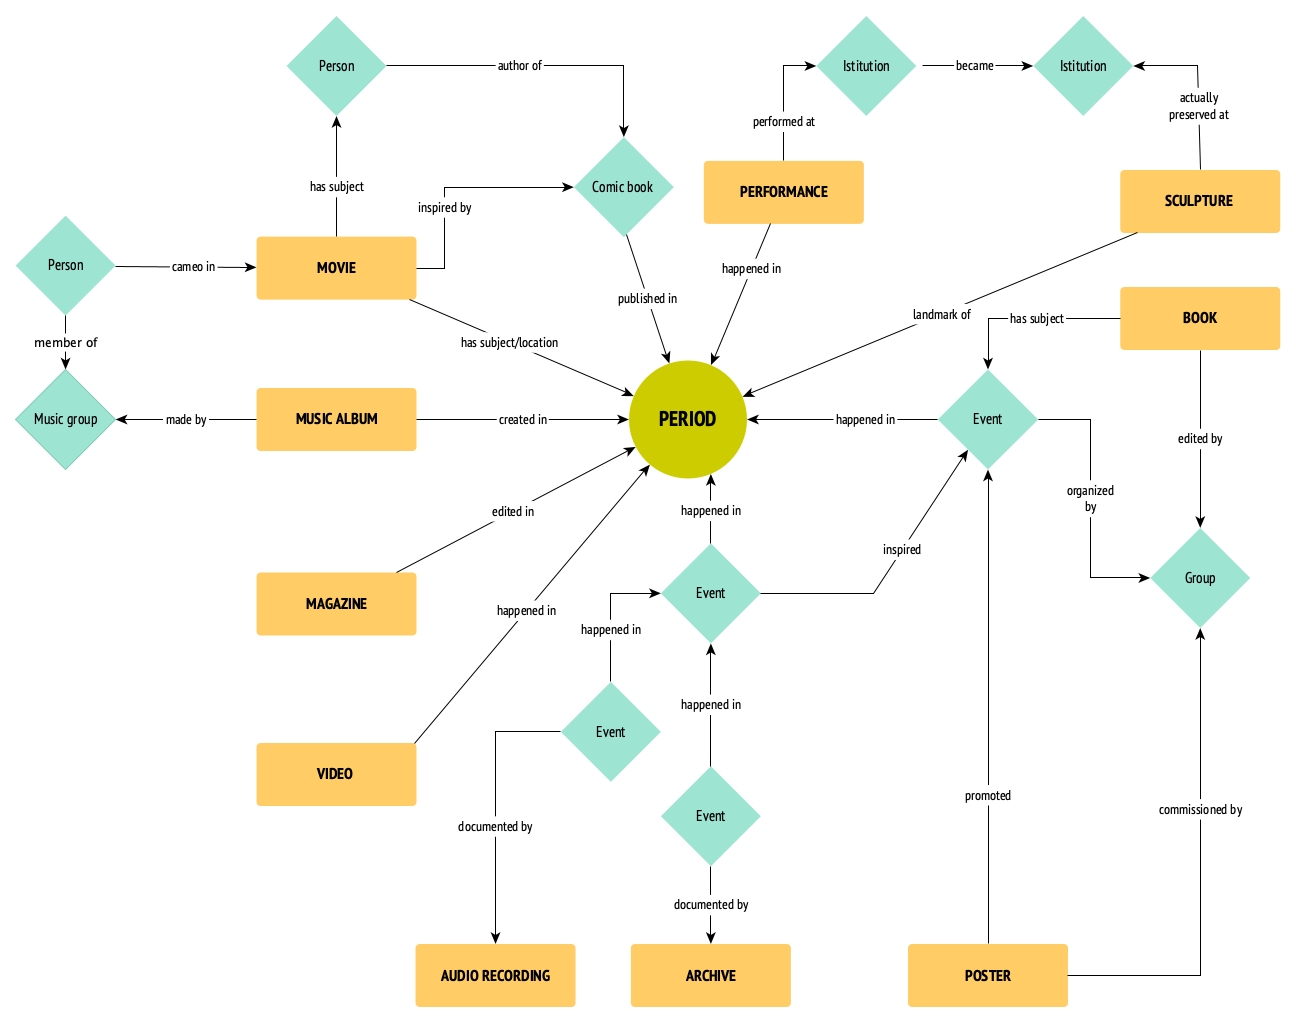 Person
author of
Istitution
became
Istitution
actually
preserved at
performed at
has subject
Comic book
PERFORMANCE
SCULPTURE
inspired by
Person
cameo in
MOVIE
happened in
published in
landmark of
has subject
BOOK
has subject/location
member of
Music group
made by
MUSIC ALBUM
created in
PERIOD
happened in
Event
edited by
organized
by
edited in
happened in
inspired
Group
Event
MAGAZINE
happened in
happened in
happened in
Event
VIDEO
promoted
commissioned by
Event
documented by
documented by
AUDIO RECORDING
ARCHIVE
POSTER